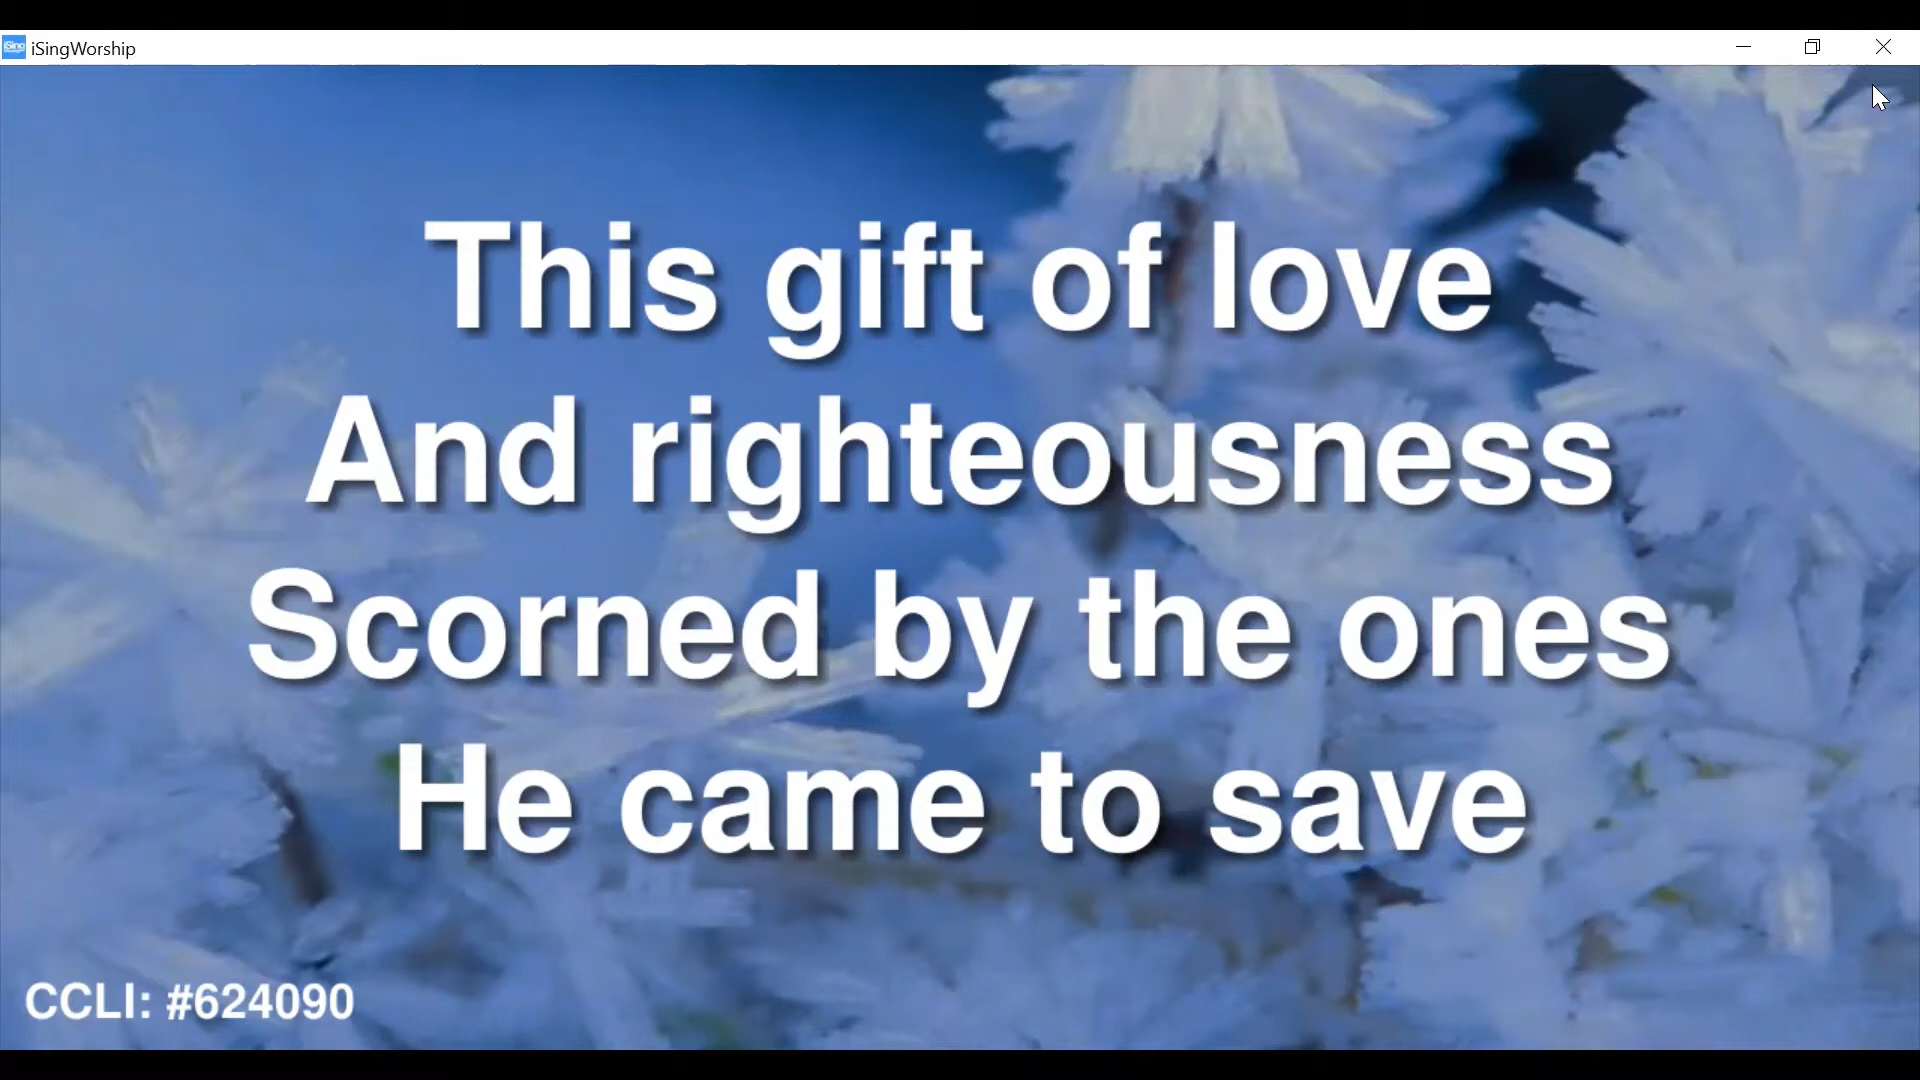 iSingWorship
This gift of love
And righteousness
Scorned by the ones
He came to save
CCLI: #624090